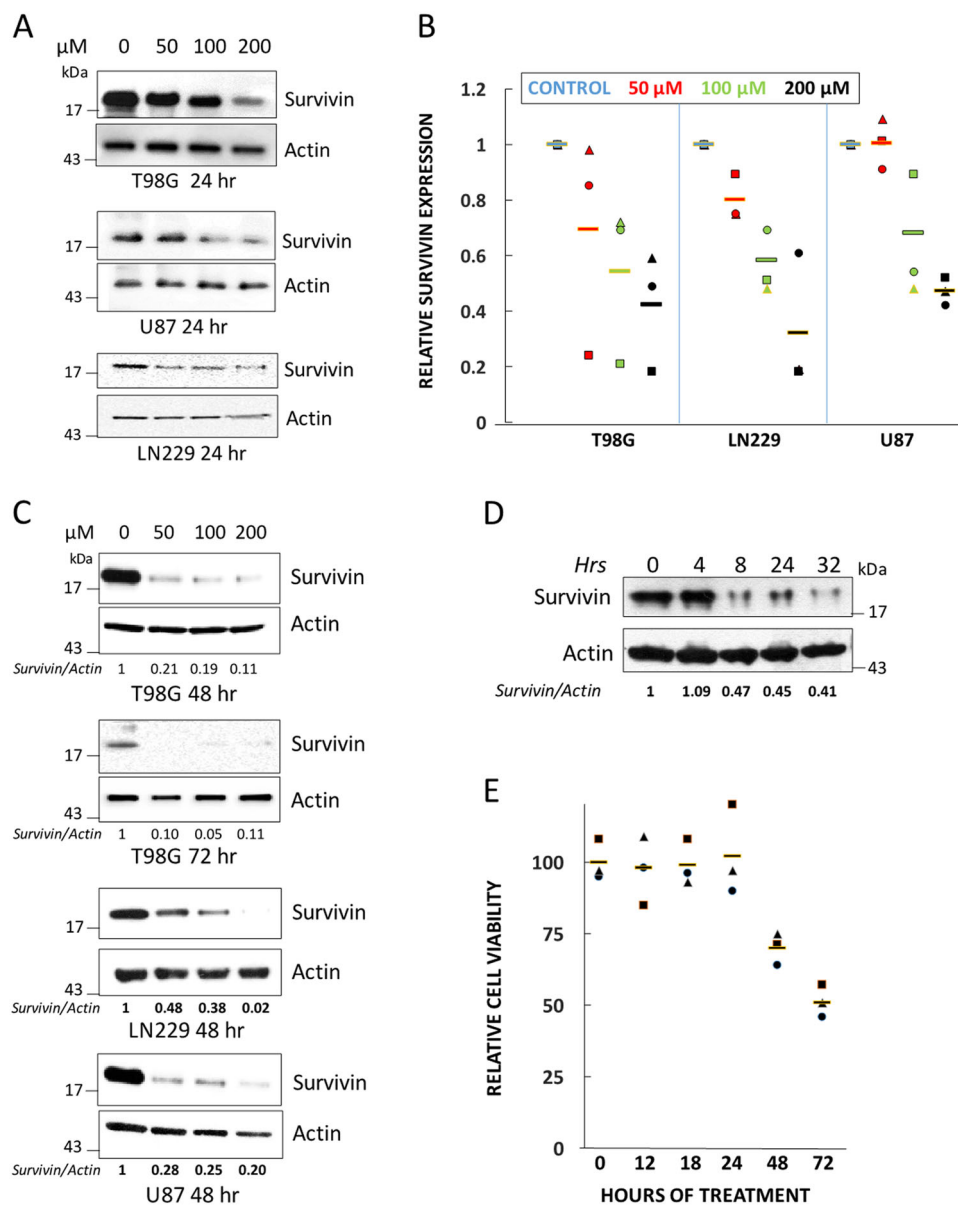 A
µM 0 50 100 200
kDa
17
Survivin
43
Actin
T98G 24 hr
17
Survivin
43
Actin
U87 24 hr
17
Survivin
43
Actin
LN229 24 hr
B
CONTROL 50 µM 100 µM 200 µM
RELATIVE SURVIVIN EXPRESSION
1.2
1
0.8
0.6
0.4
0.2
0
T98G LN229 U87
C
µM 0 50 100 200
kDa
17
Survivin
43
Actin
Survivin/Actin 1 0.21 0.19 0.11
T98G 48 hr
17
Survivin
43
Actin
Survivin/Actin 1 0.10 0.05 0.11
T98G 72 hr
17
Survivin
43
Actin
Survivin/Actin 1 0.48 0.38 0.02
LN229 48 hr
17
Survivin
43
Actin
Survivin/Actin 1 0.28 0.25 0.20
U87 48 hr
D
Hrs 0 4 8 24 32 kDa
Survivin
17
Actin
43
Survivin/Actin 1 1.09 0.47 0.45 0.41
E
RELATIVE CELL VIABILITY
100
75
50
25
0
0 12 18 24 48 72
HOURS OF TREATMENT